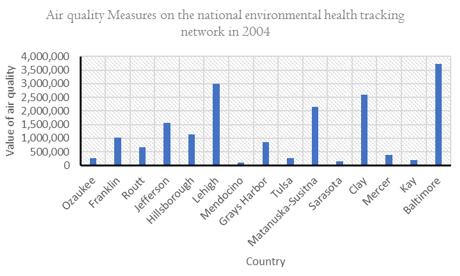 Air quality Measures on the national environmental health tracking
network in 2004
Value of air quality
4,000,000
3,500,000
3,000,000
2,500,000
2,000,000
1,500,000
1,000,000
500,000
0
Ozaukee
Franklin
Routt
Jefferson
Hillsborough
Lehigh
Mendocino
Grays Harbor
Tulsa
Matanuska-Susitna
Sarasota
Clay
Mercer
Kay
Baltimore
Country